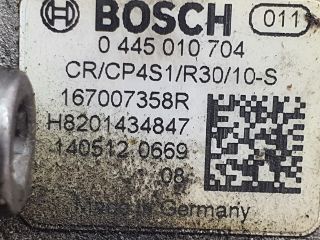 BOSCH 011
0 445 010 704
CR/CP4S1/R30/10-S
167007358R
H8201434847
140512 0669
08
Made in Germany